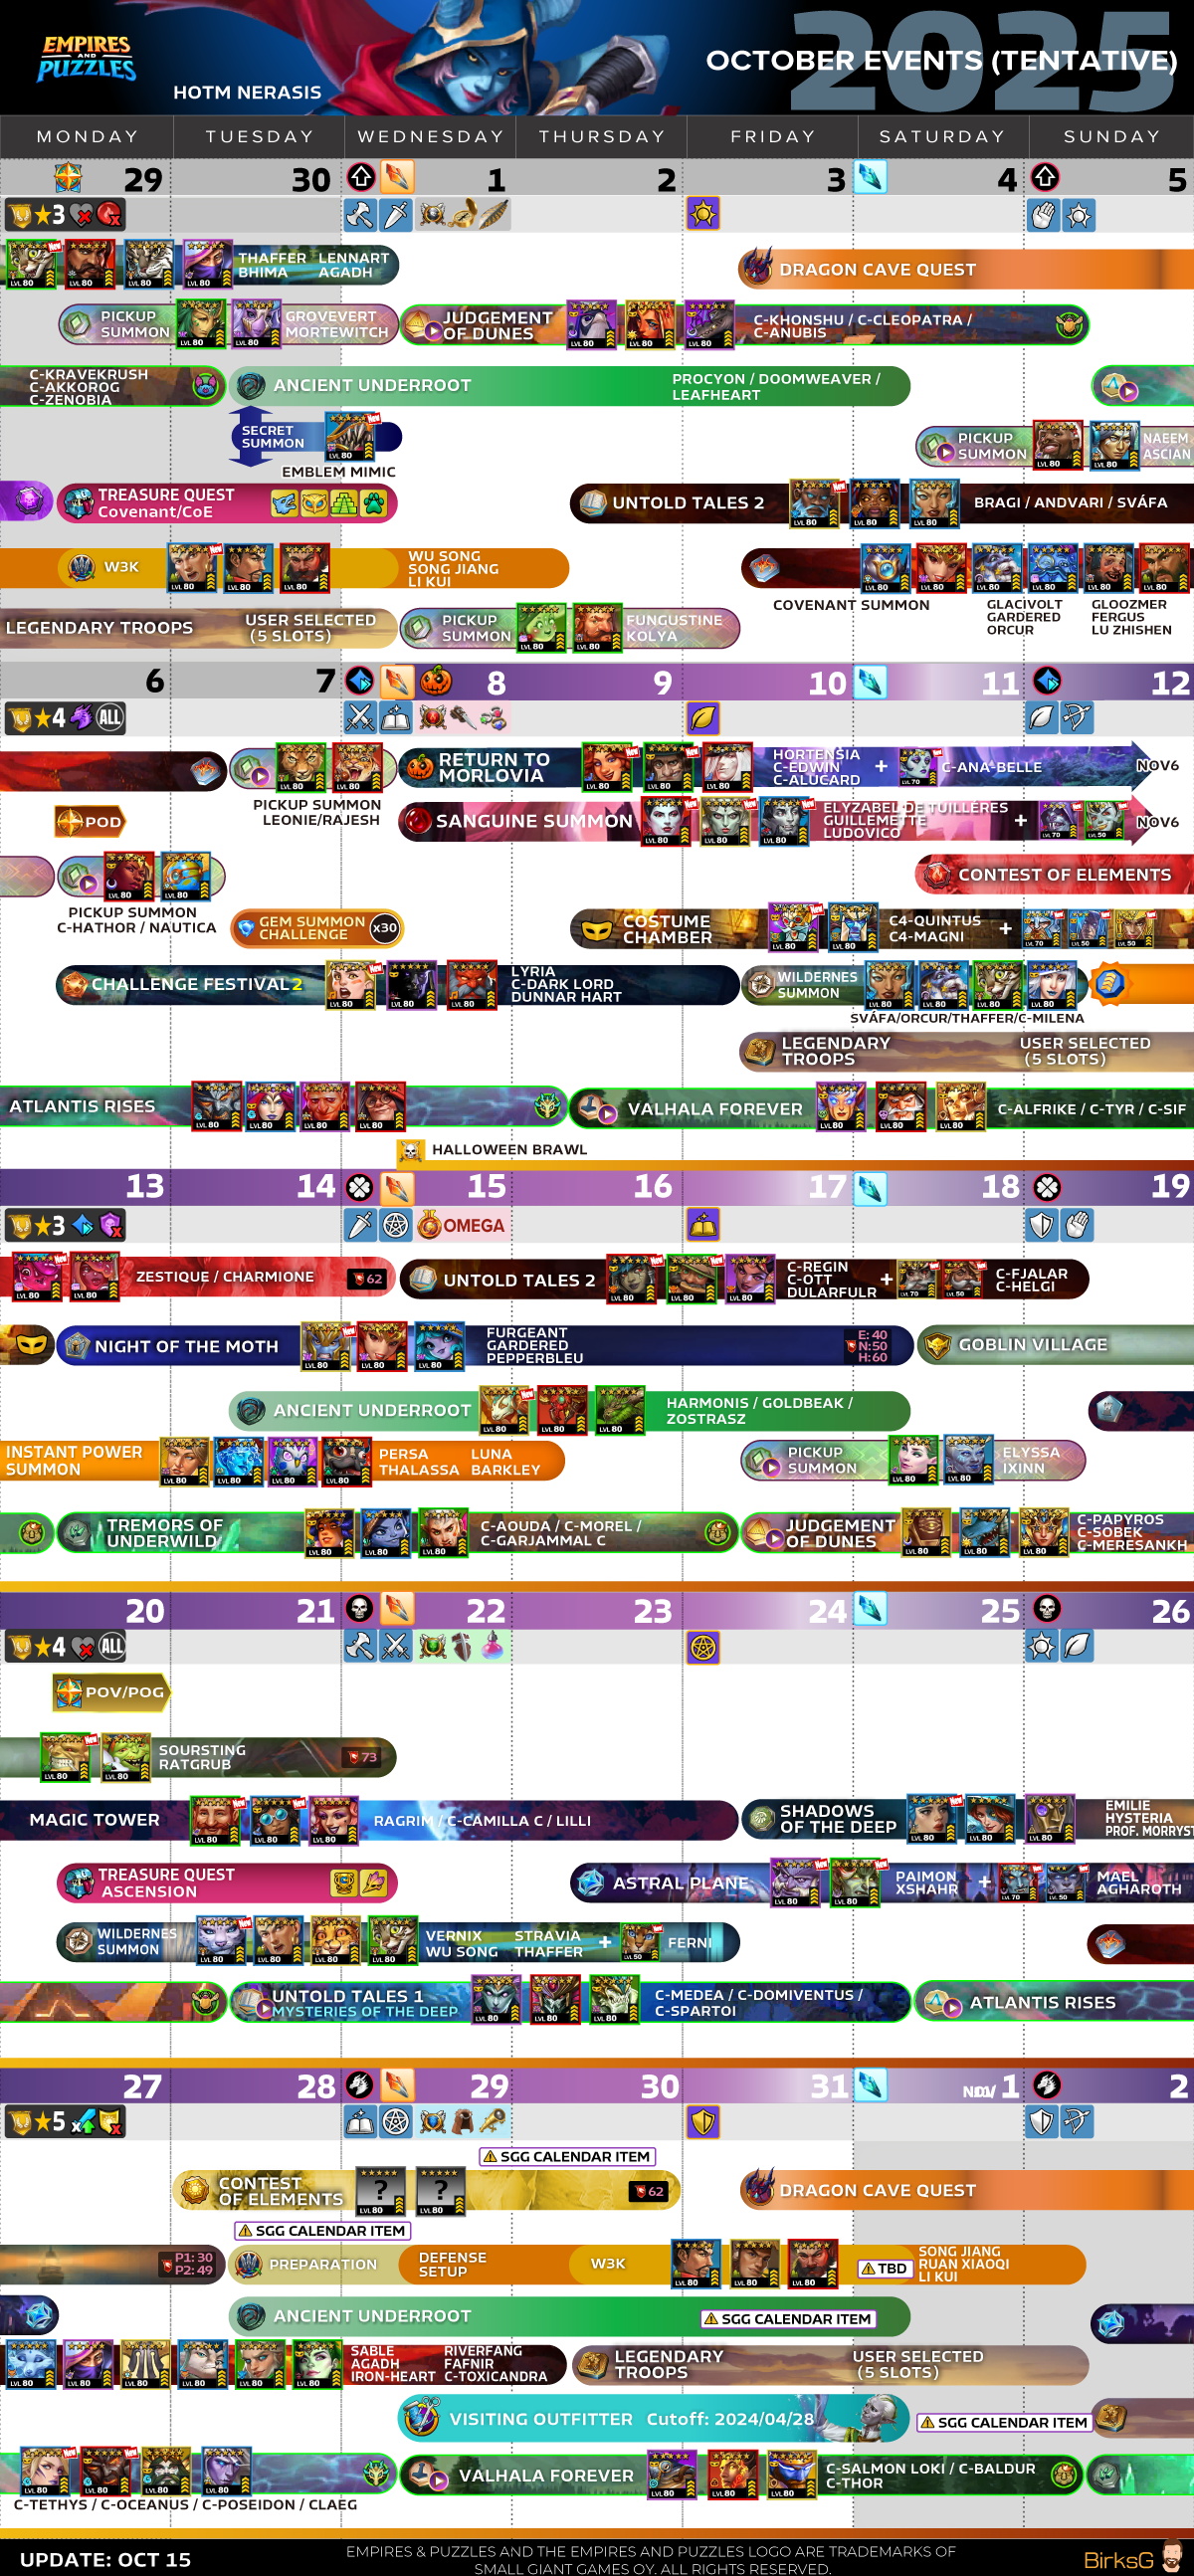 EMPIRES
AND
PUZZLES
HOTM NERASIS
2025
OCTOBER EVENTS (TENTATIVE)
MONDAY TUESDAY WEDNESDAY THURSDAY FRIDAY SATURDAY SUNDAY
29 30 1 2 3 4 5
3
THAFFER LENNART
BHIMA AGADH
DRAGON CAVE QUEST
PICKUP
SUMMON
GROVEVERT
MORTEWITCH
JUDGEMENT
OF DUNES
C-KHONSHU / C-CLEOPATRA /
C-ANUBIS
C-KRAVEKRUSH
C-AKKOROG
C-ZENOBIA
ANCIENT UNDERROOT
PROCYON / DOOMWEAVER /
LEAFHEART
SECRET
SUMMON
EMBLEM MIMIC
PICKUP
SUMMON
NAEEM
ASCIAN
TREASURE QUEST
Covenant/CoE
UNTOLD TALES 2
BRAGI / ANDVARI / SVÁFA
W3K
WU SONG
SONG JIANG
LI KUI
COVENANT SUMMON
GLACIVOLT
GARDERED
ORCUR
GLOOZMER
FERGUS
LU ZHISHEN
LEGENDARY TROOPS
USER SELECTED
(5 SLOTS)
PICKUP
SUMMON
FUNGUSTINE
KOLYA
6 7 8 9 10 11 12
4 ALL
PICKUP SUMMON
LEONIE/RAJESH
RETURN TO
MORLOVIA
HORTENSIA
C-EDWIN
C-ALUCARD
+
C-ANA-BELLE
NOV6
POD
SANGUINE SUMMON
ELYZABEL DE TUILLÈRES
GUILLEMETTE
LUDOVICO
+
NOV6
PICKUP SUMMON
C-HATHOR / NAUTICA
CONTEST OF ELEMENTS
GEM SUMMON
CHALLENGE
x30
COSTUME
CHAMBER
C4-QUINTUS
C4-MAGNI
+
CHALLENGE FESTIVAL 2
LYRIA
C-DARK LORD
DUNNAR HART
WILDERNES
SUMMON
SVÁFA/ORCUR/THAFFER/C-MILENA
LEGENDARY
TROOPS
USER SELECTED
(5 SLOTS)
ATLANTIS RISES
VALHALA FOREVER
C-ALFRIKE / C-TYR / C-SIF
HALLOWEEN BRAWL
13 14 15 16 17 18 19
3
OMEGA
ZESTIQUE / CHARMIONE
62
UNTOLD TALES 2
C-REGIN
C-OTT
DULARFULR
+
C-FJALAR
C-HELGI
NIGHT OF THE MOTH
FURGEANT
GARDERED
PEPPERBLEU
E: 40
N:50
H:60
GOBLIN VILLAGE
ANCIENT UNDERROOT
HARMONIS / GOLDBEAK /
ZOSTRASZ
INSTANT POWER
SUMMON
PERSA LUNA
THALASSA BARKLEY
PICKUP
SUMMON
ELYSSA
IXINN
TREMORS OF
UNDERWILD
C-AOUDA / C-MOREL /
C-GARJAMMAL C
JUDGEMENT
OF DUNES
C-PAPYROS
C-SOBEK
C-MERESANKH
20 21 22 23 24 25 26
4 ALL
POV/POG
SOURSTING
RATGRUB
73
MAGIC TOWER
RAGRIM / C-CAMILLA C / LILLI
SHADOWS
OF THE DEEP
EMILIE
HYSTERIA
PROF. MORRYST
TREASURE QUEST
ASCENSION
ASTRAL PLANE
PAIMON
XSHAHR
+
MAEL
AGHAROTH
WILDERNES
SUMMON
VERNIX STRAVIA
WU SONG THAFFER
+
FERNI
UNTOLD TALES 1
MYSTERIES OF THE DEEP
C-MEDEA / C-DOMIVENTUS /
C-SPARTOI
ATLANTIS RISES
27 28 29 30 31 1 2
5
SGG CALENDAR ITEM
CONTEST
OF ELEMENTS
62
DRAGON CAVE QUEST
SGG CALENDAR ITEM
P1: 30
P2: 49
PREPARATION
DEFENSE
SETUP
W3K
TBD
SONG JIANG
RUAN XIAOQI
LI KUI
ANCIENT UNDERROOT
SGG CALENDAR ITEM
SABLE RIVERFANG
AGADH FAFNIR
IRON-HEART C-TOXICANDRA
LEGENDARY
TROOPS
USER SELECTED
(5 SLOTS)
VISITING OUTFITTER Cutoff: 2024/04/28
SGG CALENDAR ITEM
VALHALA FOREVER
C-SALMON LOKI / C-BALDUR
C-THOR
C-TETHYS / C-OCEANUS / C-POSEIDON / CLAEG
UPDATE: OCT 15
EMPIRES & PUZZLES AND THE EMPIRES AND PUZZLES LOGO ARE TRADEMARKS OF
SMALL GIANT GAMES OY. ALL RIGHTS RESERVED.
BirksG